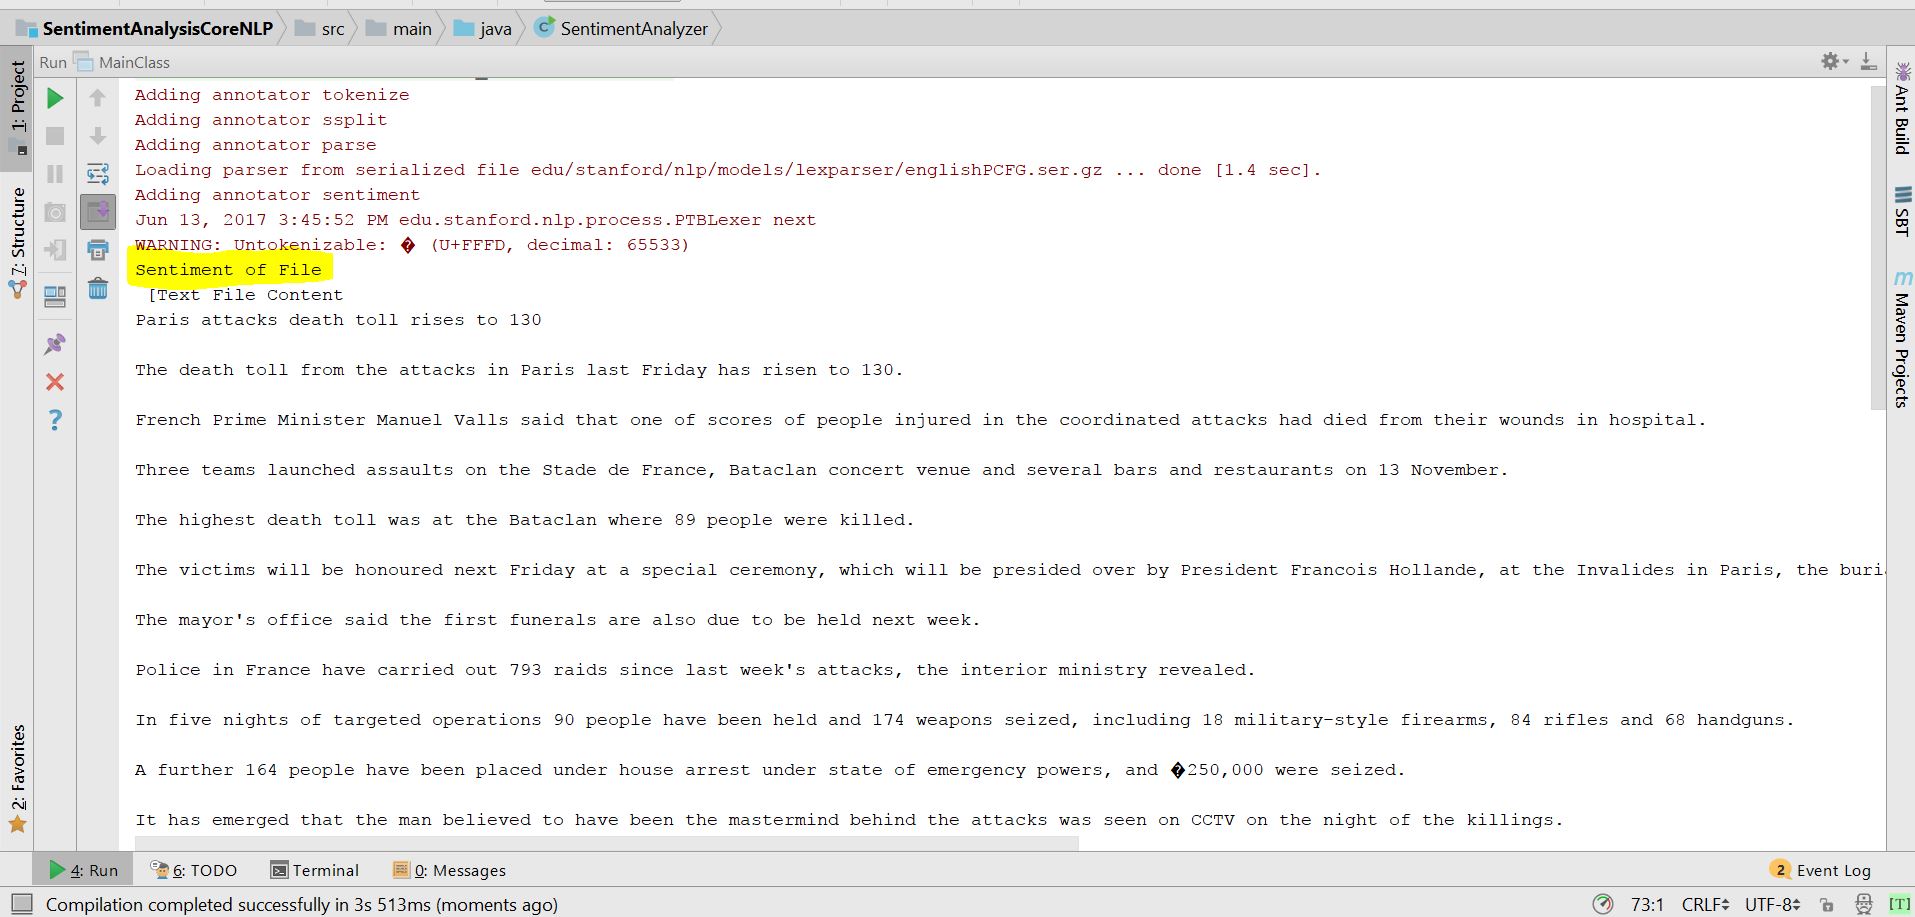 SentimentAnalysisCoreNLP src main java SentimentAnalyzer
Run MainClass
1: Project
7: Structure
2: Favorites
Adding annotator tokenize
Adding annotator ssplit
Adding annotator parse
Loading parser from serialized file edu/stanford/nlp/models/lexparser/englishPCFG.ser.gz ... done [1.4 sec].
Adding annotator sentiment
Jun 13, 2017 3:45:52 PM edu.stanford.nlp.process.PTBLexer next
WARNING: Untokenizable: � (U+FFFD, decimal: 65533)
Sentiment of File
[Text File Content
Paris attacks death toll rises to 130
The death toll from the attacks in Paris last Friday has risen to 130.
French Prime Minister Manuel Valls said that one of scores of people injured in the coordinated attacks had died from their wounds in hospital.
Three teams launched assaults on the Stade de France, Bataclan concert venue and several bars and restaurants on 13 November.
The highest death toll was at the Bataclan where 89 people were killed.
The victims will be honoured next Friday at a special ceremony, which will be presided over by President Francois Hollande, at the Invalides in Paris, the buri
The mayor's office said the first funerals are also due to be held next week.
Police in France have carried out 793 raids since last week's attacks, the interior ministry revealed.
In five nights of targeted operations 90 people have been held and 174 weapons seized, including 18 military-style firearms, 84 rifles and 68 handguns.
A further 164 people have been placed under house arrest under state of emergency powers, and �250,000 were seized.
It has emerged that the man believed to have been the mastermind behind the attacks was seen on CCTV on the night of the killings.
Ant Build
SBT
m Maven Projects
4: Run 6: TODO Terminal 0: Messages 2 Event Log
Compilation completed successfully in 3s 513ms (moments ago) 73:1 CRLF UTF-8 [T]